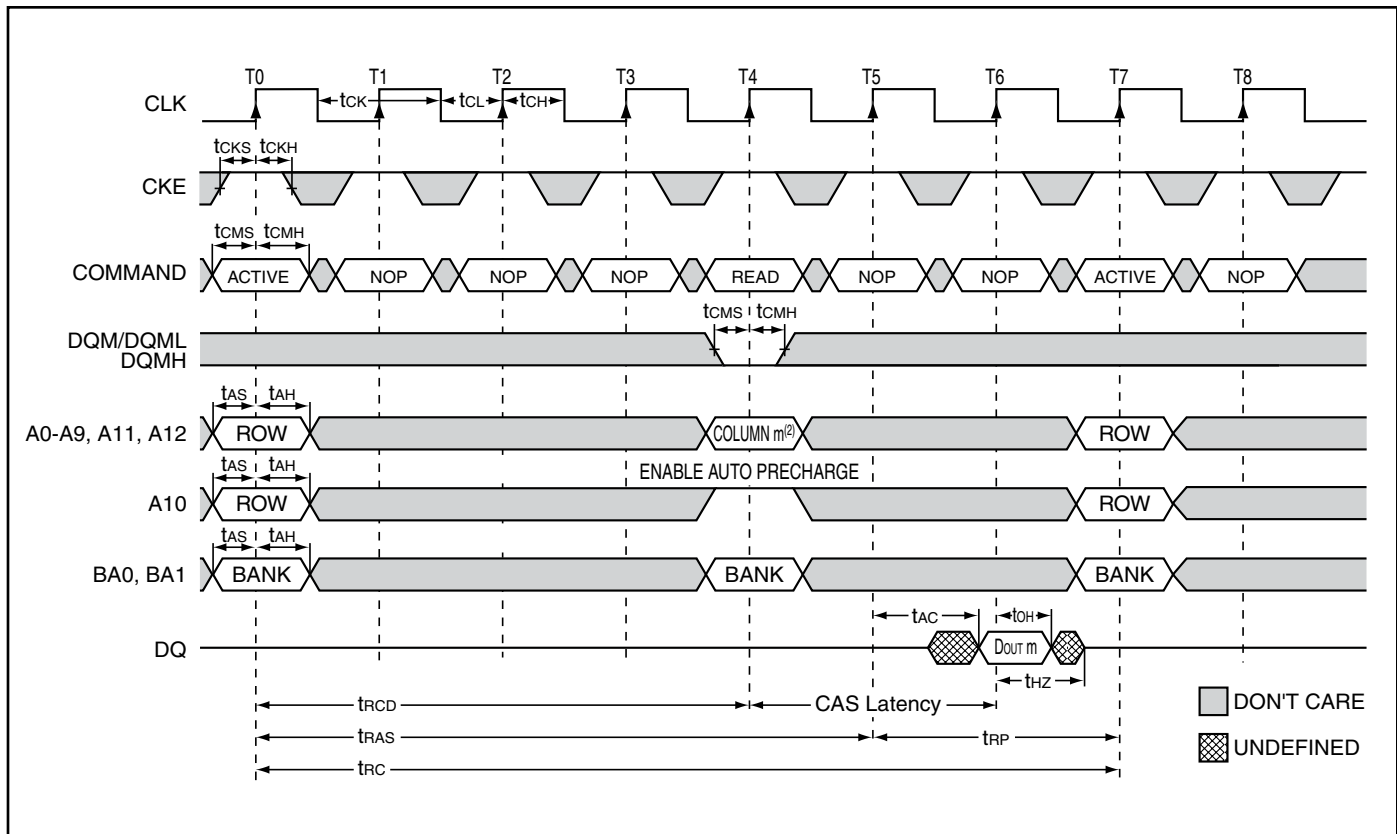 T0 T1 T2 T3 T4 T5 T6 T7 T8
CLK tCK tCL tCH
tCKS tCKH
CKE
tCMS tCMH
COMMAND ACTIVE NOP NOP NOP READ NOP NOP ACTIVE NOP
tCMS tCMH
DQM/DQML
DQMH
tAS tAH
A0-A9, A11, A12 ROW COLUMN m(2) ROW
tAS tAH ENABLE AUTO PRECHARGE
A10 ROW ROW
tAS tAH
BA0, BA1 BANK BANK BANK
tAC tOH
DQ DOUT m
tHZ
tRCD CAS Latency
DON'T CARE
tRAS tRP
UNDEFINED
tRC